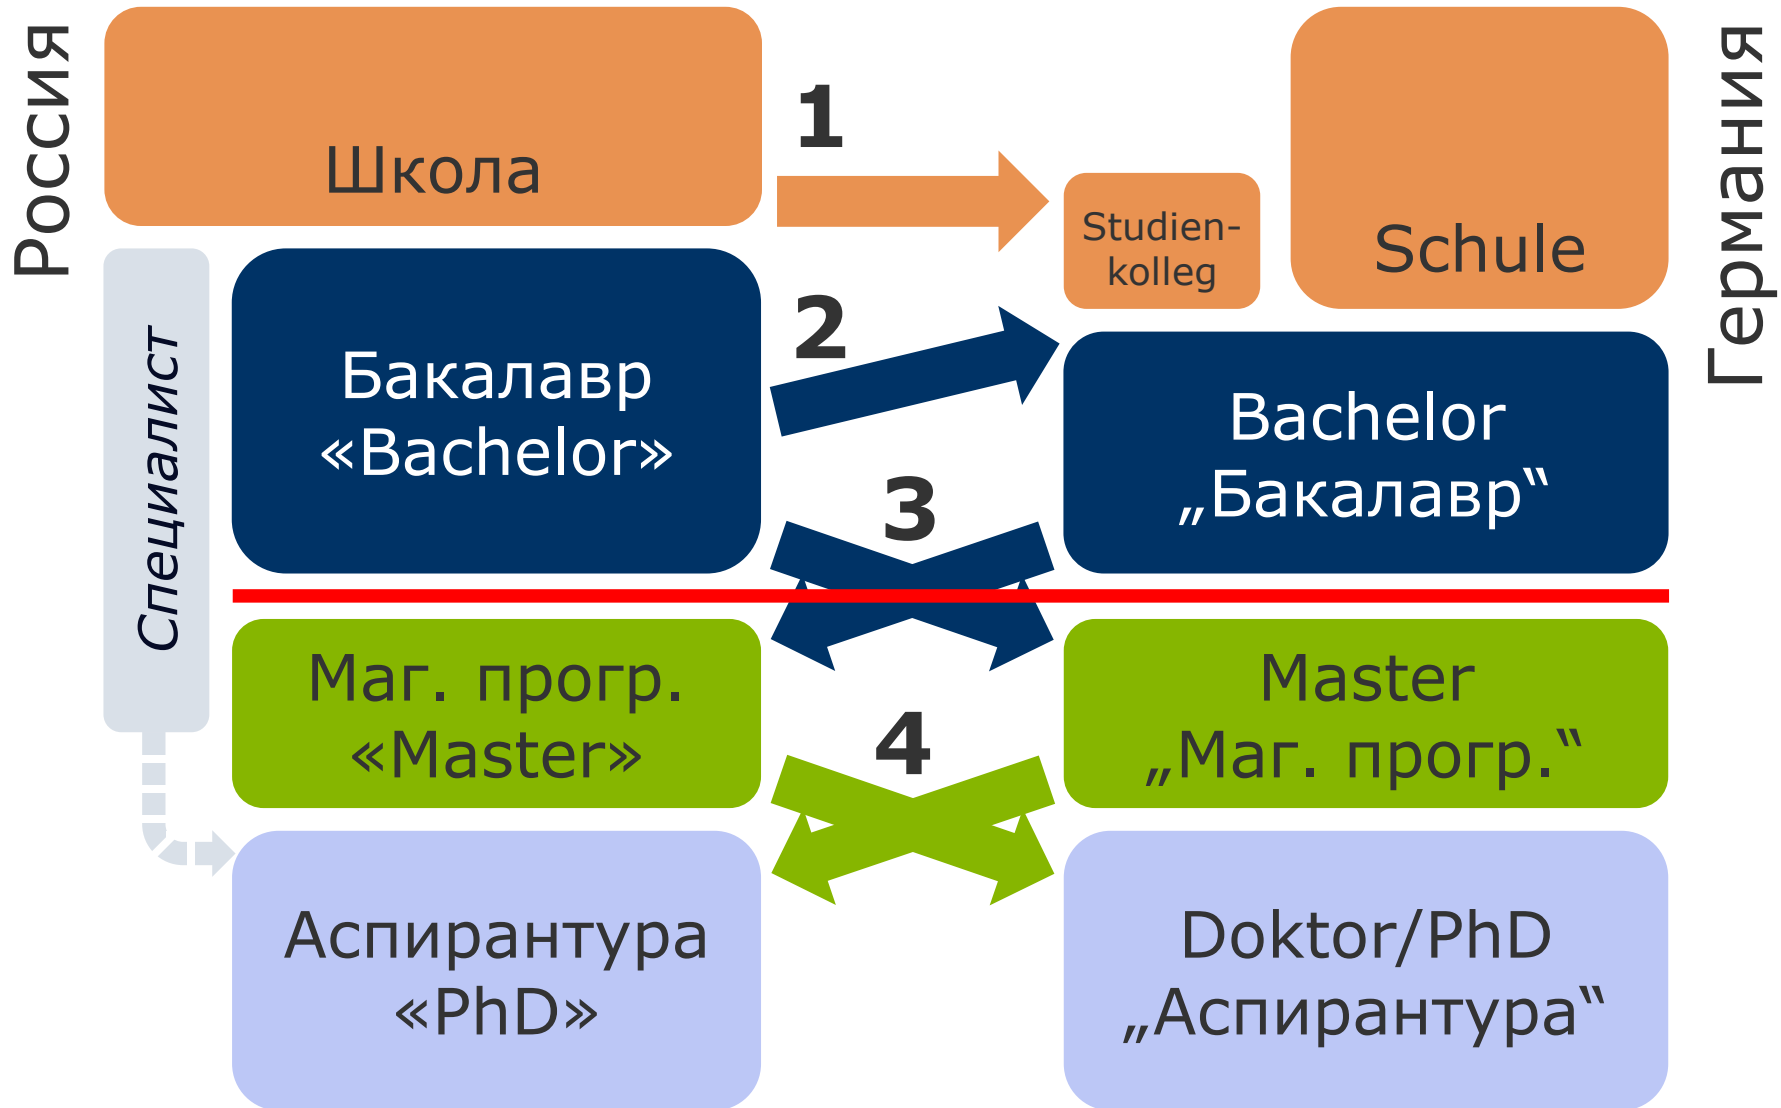 Россия
Германия
Школа
1
Studien-
kolleg
Schule
Специалист
Бакалавр
«Bachelor»
2
Bachelor
„Бакалавр“
3
Маг. прогр.
«Master»
Master
„Маг. прогр.“
4
Аспирантура
«PhD»
Doktor/PhD
„Аспирантура“